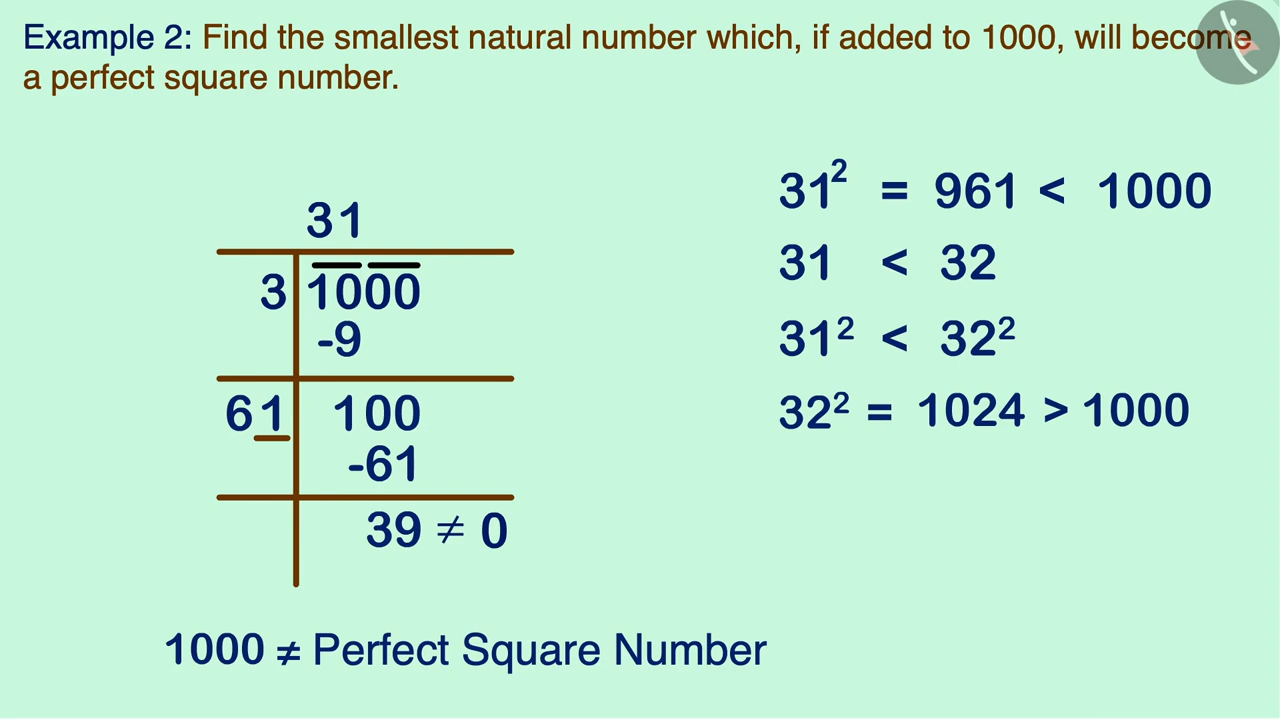 Example 2: Find the smallest natural number which, if added to 1000, will become
a perfect square number.
31
3 1000
-9
61 100
-61
39 ≠ 0
31² = 961 < 1000
31 < 32
31² < 32²
32² = 1024 > 1000
1000 ≠ Perfect Square Number